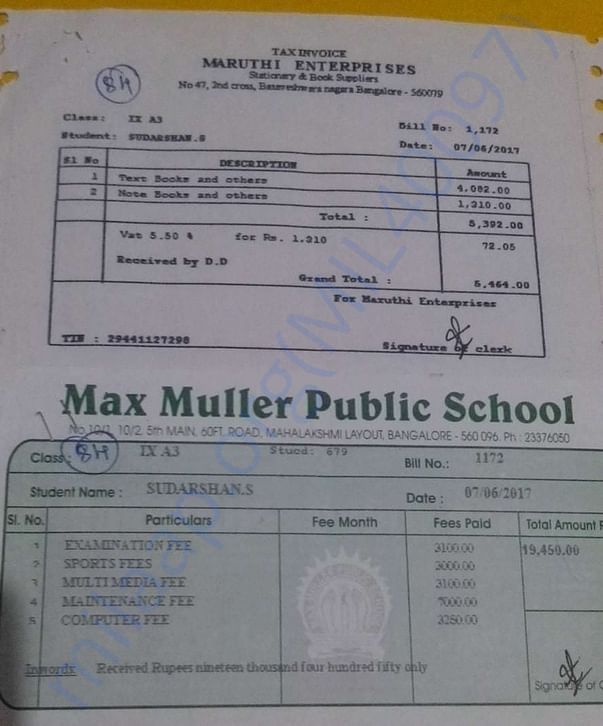 TAX INVOICE
MARUTHI ENTERPRISES
Stationary & Book Suppliers
No 47, 2nd cross, Basaveshwara nagara Bangalore - 560079
8H
Class: IX A3 Bill No: 1,172
Student: SUDARSHAN.S Date: 07/06/2017
Sl No DESCRIPTION Amount
1 Text Books and others 4,082.00
2 Note Books and others 1,310.00
Total : 5,392.00
Vat 5.50 % for Rs. 1,310 72.05
Received by D.D
Grand Total : 5,464.00
For Maruthi Enterprises
TIN : 29441127298 Signature of clerk
Max Muller Public School
No 10/1, 10/2, 5th MAIN, 60FT. ROAD, MAHALAKSHMI LAYOUT, BANGALORE - 560 096. Ph : 23376050
Class: 8H IX A3 Stucd: 679 Bill No.: 1172
Student Name : SUDARSHAN.S Date : 07/06/2017
Sl. No. Particulars Fee Month Fees Paid Total Amount
1 EXAMINATION FEE 3100.00 19,450.00
2 SPORTS FEES 3000.00
3 MULTI MEDIA FEE 3100.00
4 MAINTENANCE FEE 7000.00
5 COMPUTER FEE 3250.00
Inwords Received Rupees nineteen thousand four hundred fifty only
Signature of